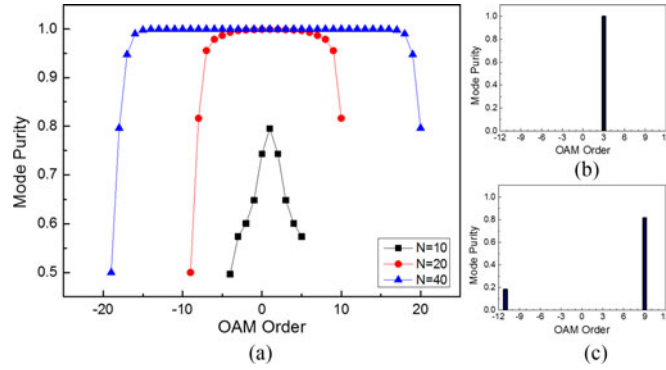 1.0
0.9
0.8
0.7
0.6
0.5
Mode Purity
-20 -10 0 10 20
OAM Order
N=10
N=20
N=40
(a)
1.0
0.8
0.6
0.4
0.2
0.0
Mode Purity
-12 -9 -6 -3 0 3 6 9 12
OAM Order
(b)
1.0
0.8
0.6
0.4
0.2
0.0
Mode Purity
-12 -9 -6 -3 0 3 6 9 12
OAM Order
(c)